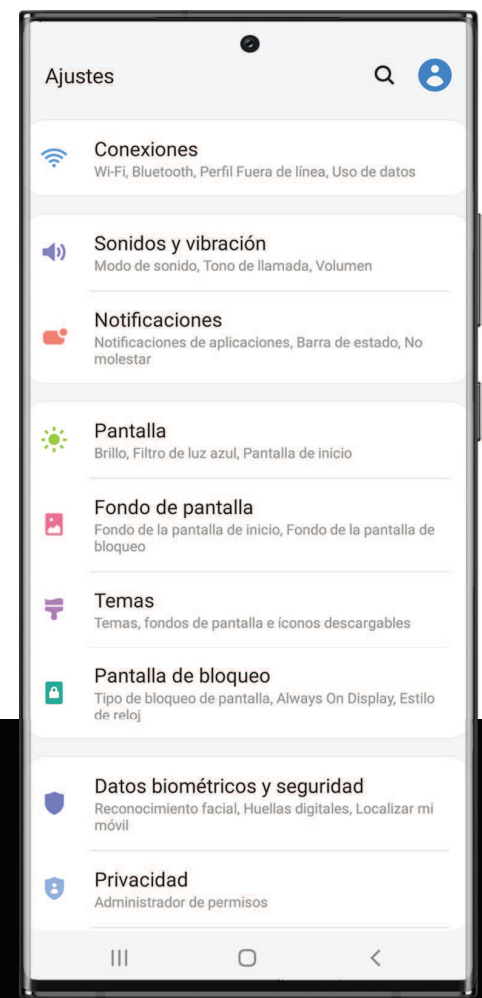 Ajustes
Conexiones
Wi-Fi, Bluetooth, Perfil Fuera de línea, Uso de datos
Sonidos y vibración
Modo de sonido, Tono de llamada, Volumen
Notificaciones
Notificaciones de aplicaciones, Barra de estado, No
molestar
Pantalla
Brillo, Filtro de luz azul, Pantalla de inicio
Fondo de pantalla
Fondo de la pantalla de inicio, Fondo de la pantalla de
bloqueo
Temas
Temas, fondos de pantalla e íconos descargables
Pantalla de bloqueo
Tipo de bloqueo de pantalla, Always On Display, Estilo
de reloj
Datos biométricos y seguridad
Reconocimiento facial, Huellas digitales, Localizar mi
móvil
Privacidad
Administrador de permisos